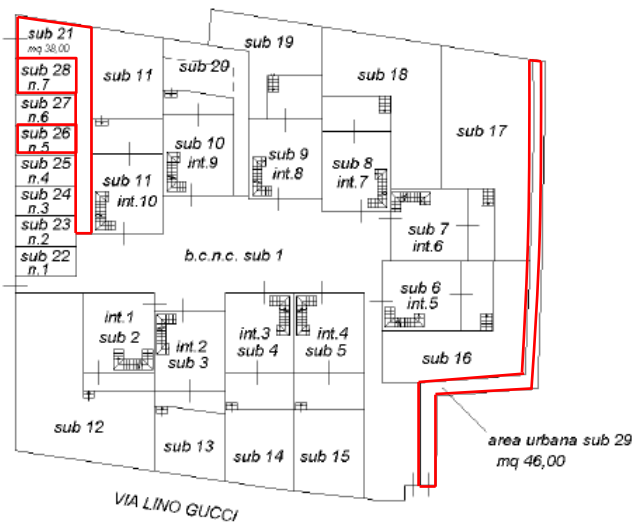 sub 21
mq 38,00
sub 28
n.7
sub 27
n.6
sub 26
n.5
sub 25
n.4
sub 24
n.3
sub 23
n.2
sub 22
n.1
sub 11
sub 20
sub 19
sub 18
sub 17
sub 10
int.9
sub 9
int.8
sub 8
int.7
sub 11
int.10
sub 7
int.6
b.c.n.c. sub 1
sub 6
int.5
int.1
sub 2
int.2
sub 3
int.3
sub 4
int.4
sub 5
sub 16
sub 12
sub 13
sub 14
sub 15
area urbana sub 29
mq 46,00
VIA LINO GUCCI